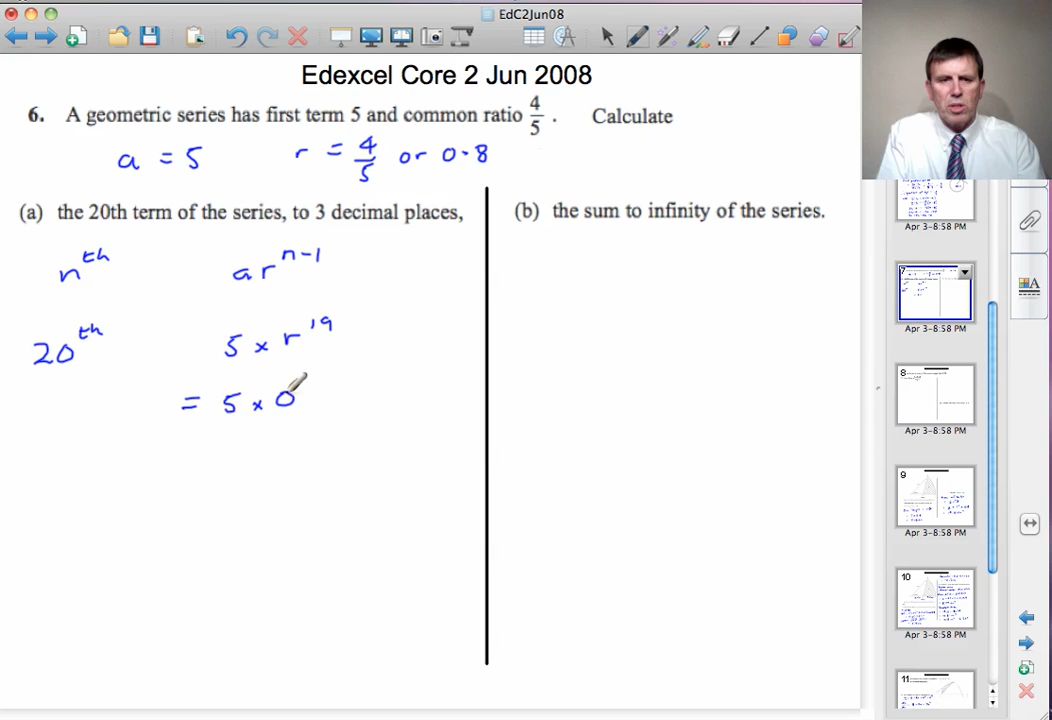 EdC2Jun08
Edexcel Core 2 Jun 2008
6. A geometric series has first term 5 and common ratio 4/5 . Calculate
a = 5 r = 4/5 or 0.8
(a) the 20th term of the series, to 3 decimal places,
n^th ar^n-1
20^th 5 × r^19
= 5 × 0
(b) the sum to infinity of the series.
Apr 3-8:58 PM
7
Apr 3-8:58 PM
8
Apr 3-8:58 PM
9
Apr 3-8:58 PM
10
Apr 3-8:58 PM
11